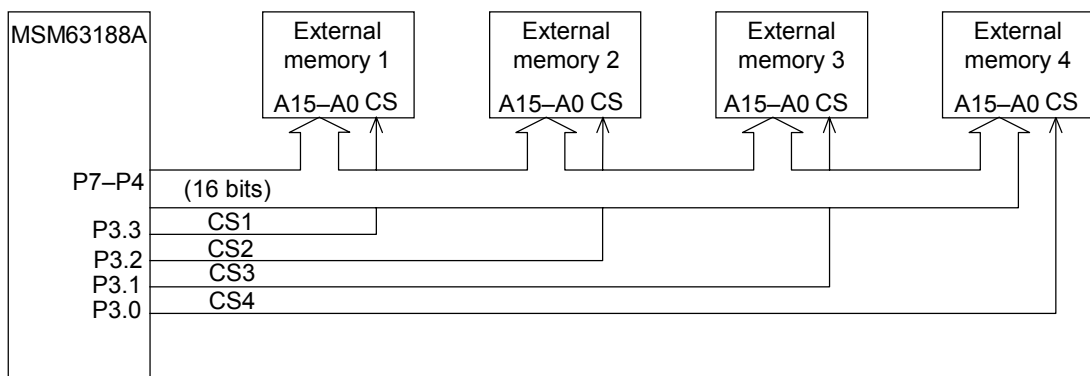 MSM63188A
External
memory 1
A15–A0 CS
External
memory 2
A15–A0 CS
External
memory 3
A15–A0 CS
External
memory 4
A15–A0 CS
P7–P4
(16 bits)
P3.3
CS1
P3.2
CS2
P3.1
CS3
P3.0
CS4